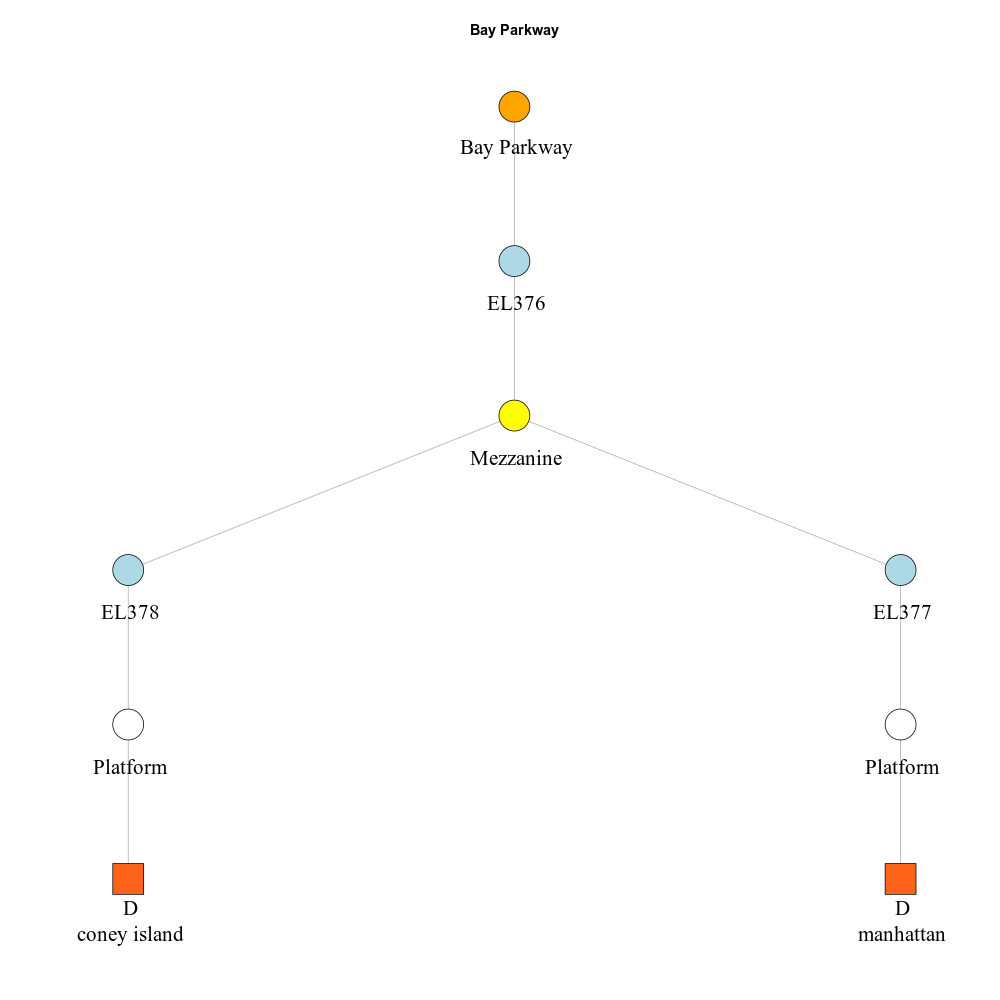 Bay Parkway
Bay Parkway
EL376
Mezzanine
EL378
EL377
Platform
Platform
D
coney island
D
manhattan